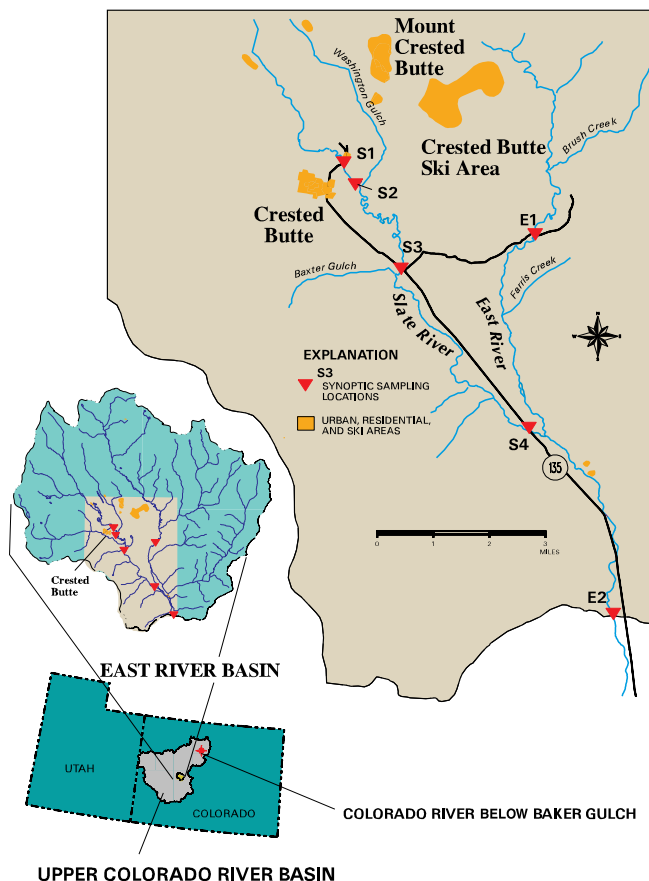 Mount
Crested
Butte
Washington
Gulch
Crested Butte
Ski Area
Brush Creek
S1
S2
Crested
Butte
E1
S3
Baxter Gulch
Farris Creek
Slate River
East River
EXPLANATION
S3
SYNOPTIC SAMPLING
LOCATIONS
URBAN, RESIDENTIAL,
AND SKI AREAS
S4
135
0 1 2 3
MILES
Crested
Butte
E2
EAST RIVER BASIN
UTAH
COLORADO
COLORADO RIVER BELOW BAKER GULCH
UPPER COLORADO RIVER BASIN